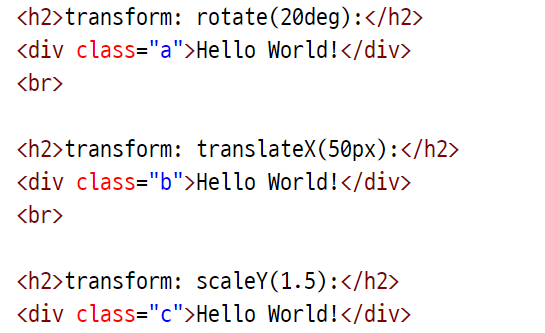 <h2>transform: rotate(20deg):</h2>
<div class="a">Hello World!</div>
<br>
<h2>transform: translateX(50px):</h2>
<div class="b">Hello World!</div>
<br>
<h2>transform: scaleY(1.5):</h2>
<div class="c">Hello World!</div>